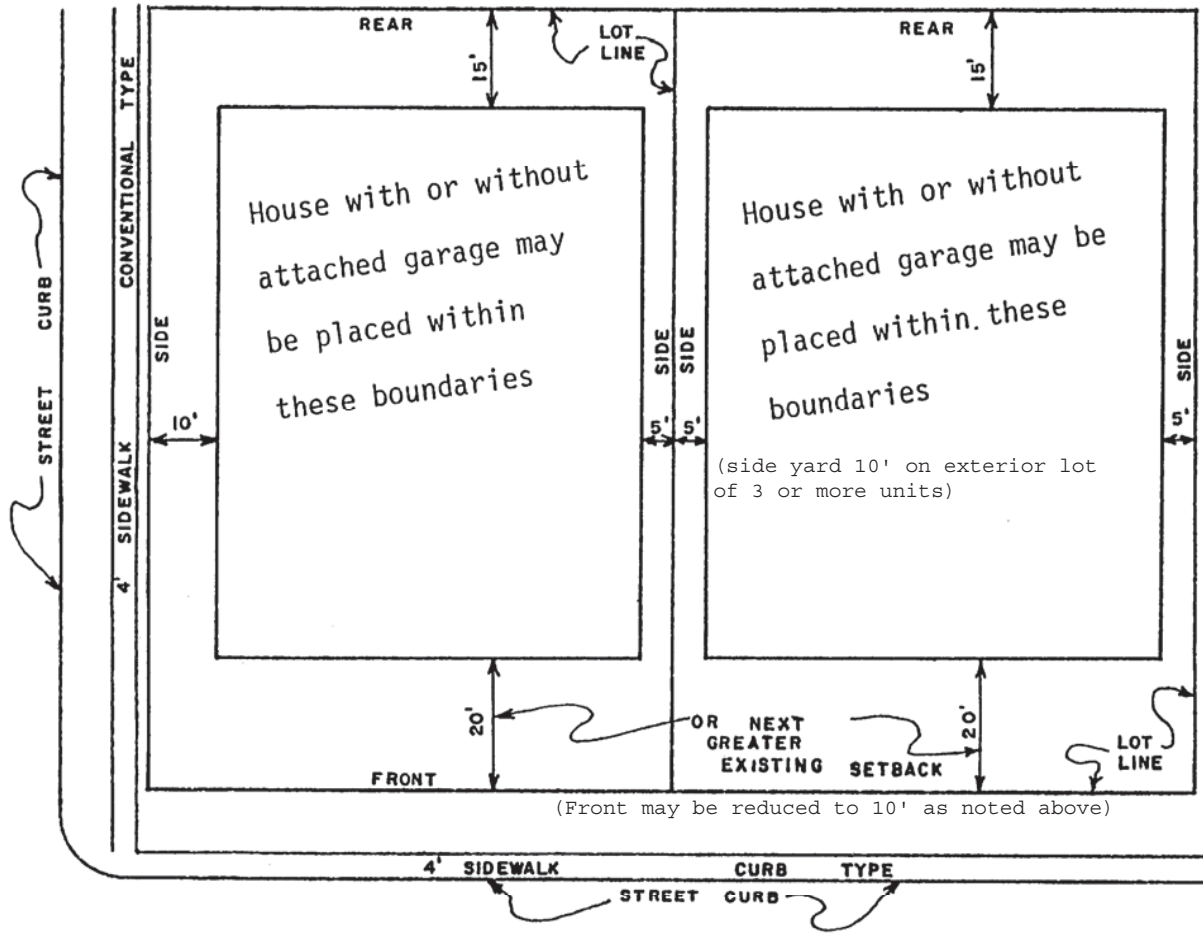 REAR
LOT
LINE
REAR
15'
15'
STREET CURB
4' SIDEWALK CONVENTIONAL TYPE
House with or without
attached garage may
be placed within
these boundaries
House with or without
attached garage may be
placed within. these
boundaries
SIDE
SIDE
SIDE
SIDE
10'
5'
5'
5'
(side yard 10' on exterior lot
of 3 or more units)
20'
OR NEXT
GREATER
EXISTING SETBACK
20'
LOT
LINE
FRONT
(Front may be reduced to 10' as noted above)
4' SIDEWALK CURB TYPE
STREET CURB